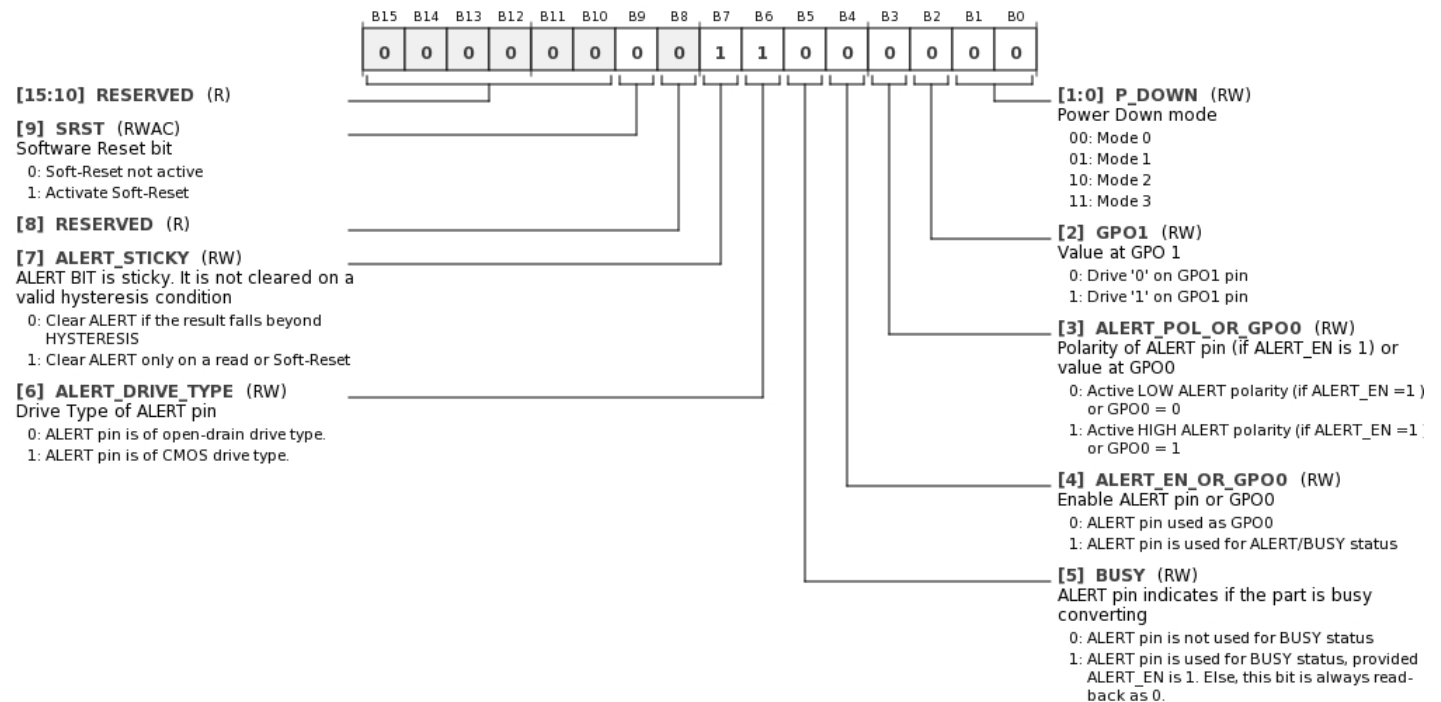 B15 B14 B13 B12 B11 B10 B9 B8 B7 B6 B5 B4 B3 B2 B1 B0
0 0 0 0 0 0 0 0 1 1 0 0 0 0 0 0
[15:10] RESERVED (R)
[9] SRST (RWAC)
Software Reset bit
0: Soft-Reset not active
1: Activate Soft-Reset
[8] RESERVED (R)
[7] ALERT_STICKY (RW)
ALERT BIT is sticky. It is not cleared on a
valid hysteresis condition
0: Clear ALERT if the result falls beyond
HYSTERESIS
1: Clear ALERT only on a read or Soft-Reset
[6] ALERT_DRIVE_TYPE (RW)
Drive Type of ALERT pin
0: ALERT pin is of open-drain drive type.
1: ALERT pin is of CMOS drive type.
[1:0] P_DOWN (RW)
Power Down mode
00: Mode 0
01: Mode 1
10: Mode 2
11: Mode 3
[2] GPO1 (RW)
Value at GPO 1
0: Drive '0' on GPO1 pin
1: Drive '1' on GPO1 pin
[3] ALERT_POL_OR_GPO0 (RW)
Polarity of ALERT pin (if ALERT_EN is 1) or
value at GPO0
0: Active LOW ALERT polarity (if ALERT_EN =1 )
or GPO0 = 0
1: Active HIGH ALERT polarity (if ALERT_EN =1
or GPO0 = 1
[4] ALERT_EN_OR_GPO0 (RW)
Enable ALERT pin or GPO0
0: ALERT pin used as GPO0
1: ALERT pin is used for ALERT/BUSY status
[5] BUSY (RW)
ALERT pin indicates if the part is busy
converting
0: ALERT pin is not used for BUSY status
1: ALERT pin is used for BUSY status, provided
ALERT_EN is 1. Else, this bit is always read-
back as 0.